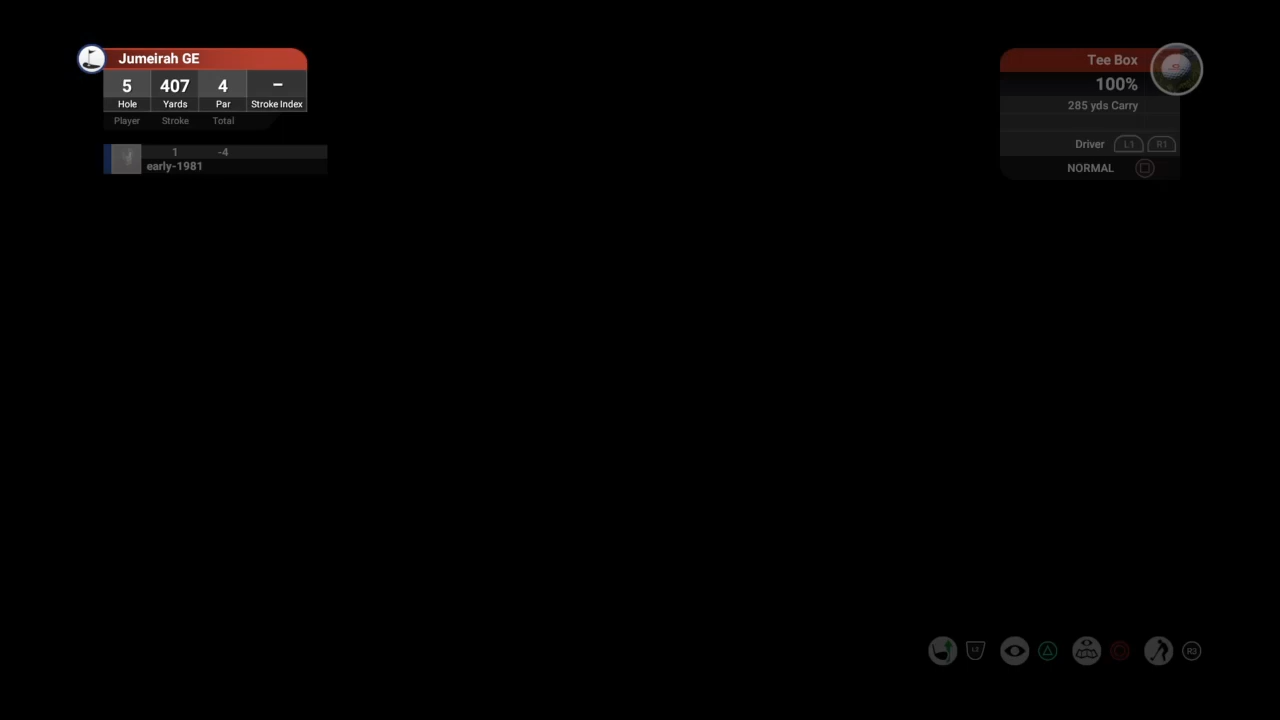 Jumeirah GE
5 407 4 –
Hole Yards Par Stroke Index
Player Stroke Total
1 -4
early-1981
Tee Box
100%
285 yds Carry
Driver L1 R1
NORMAL
L2 R3